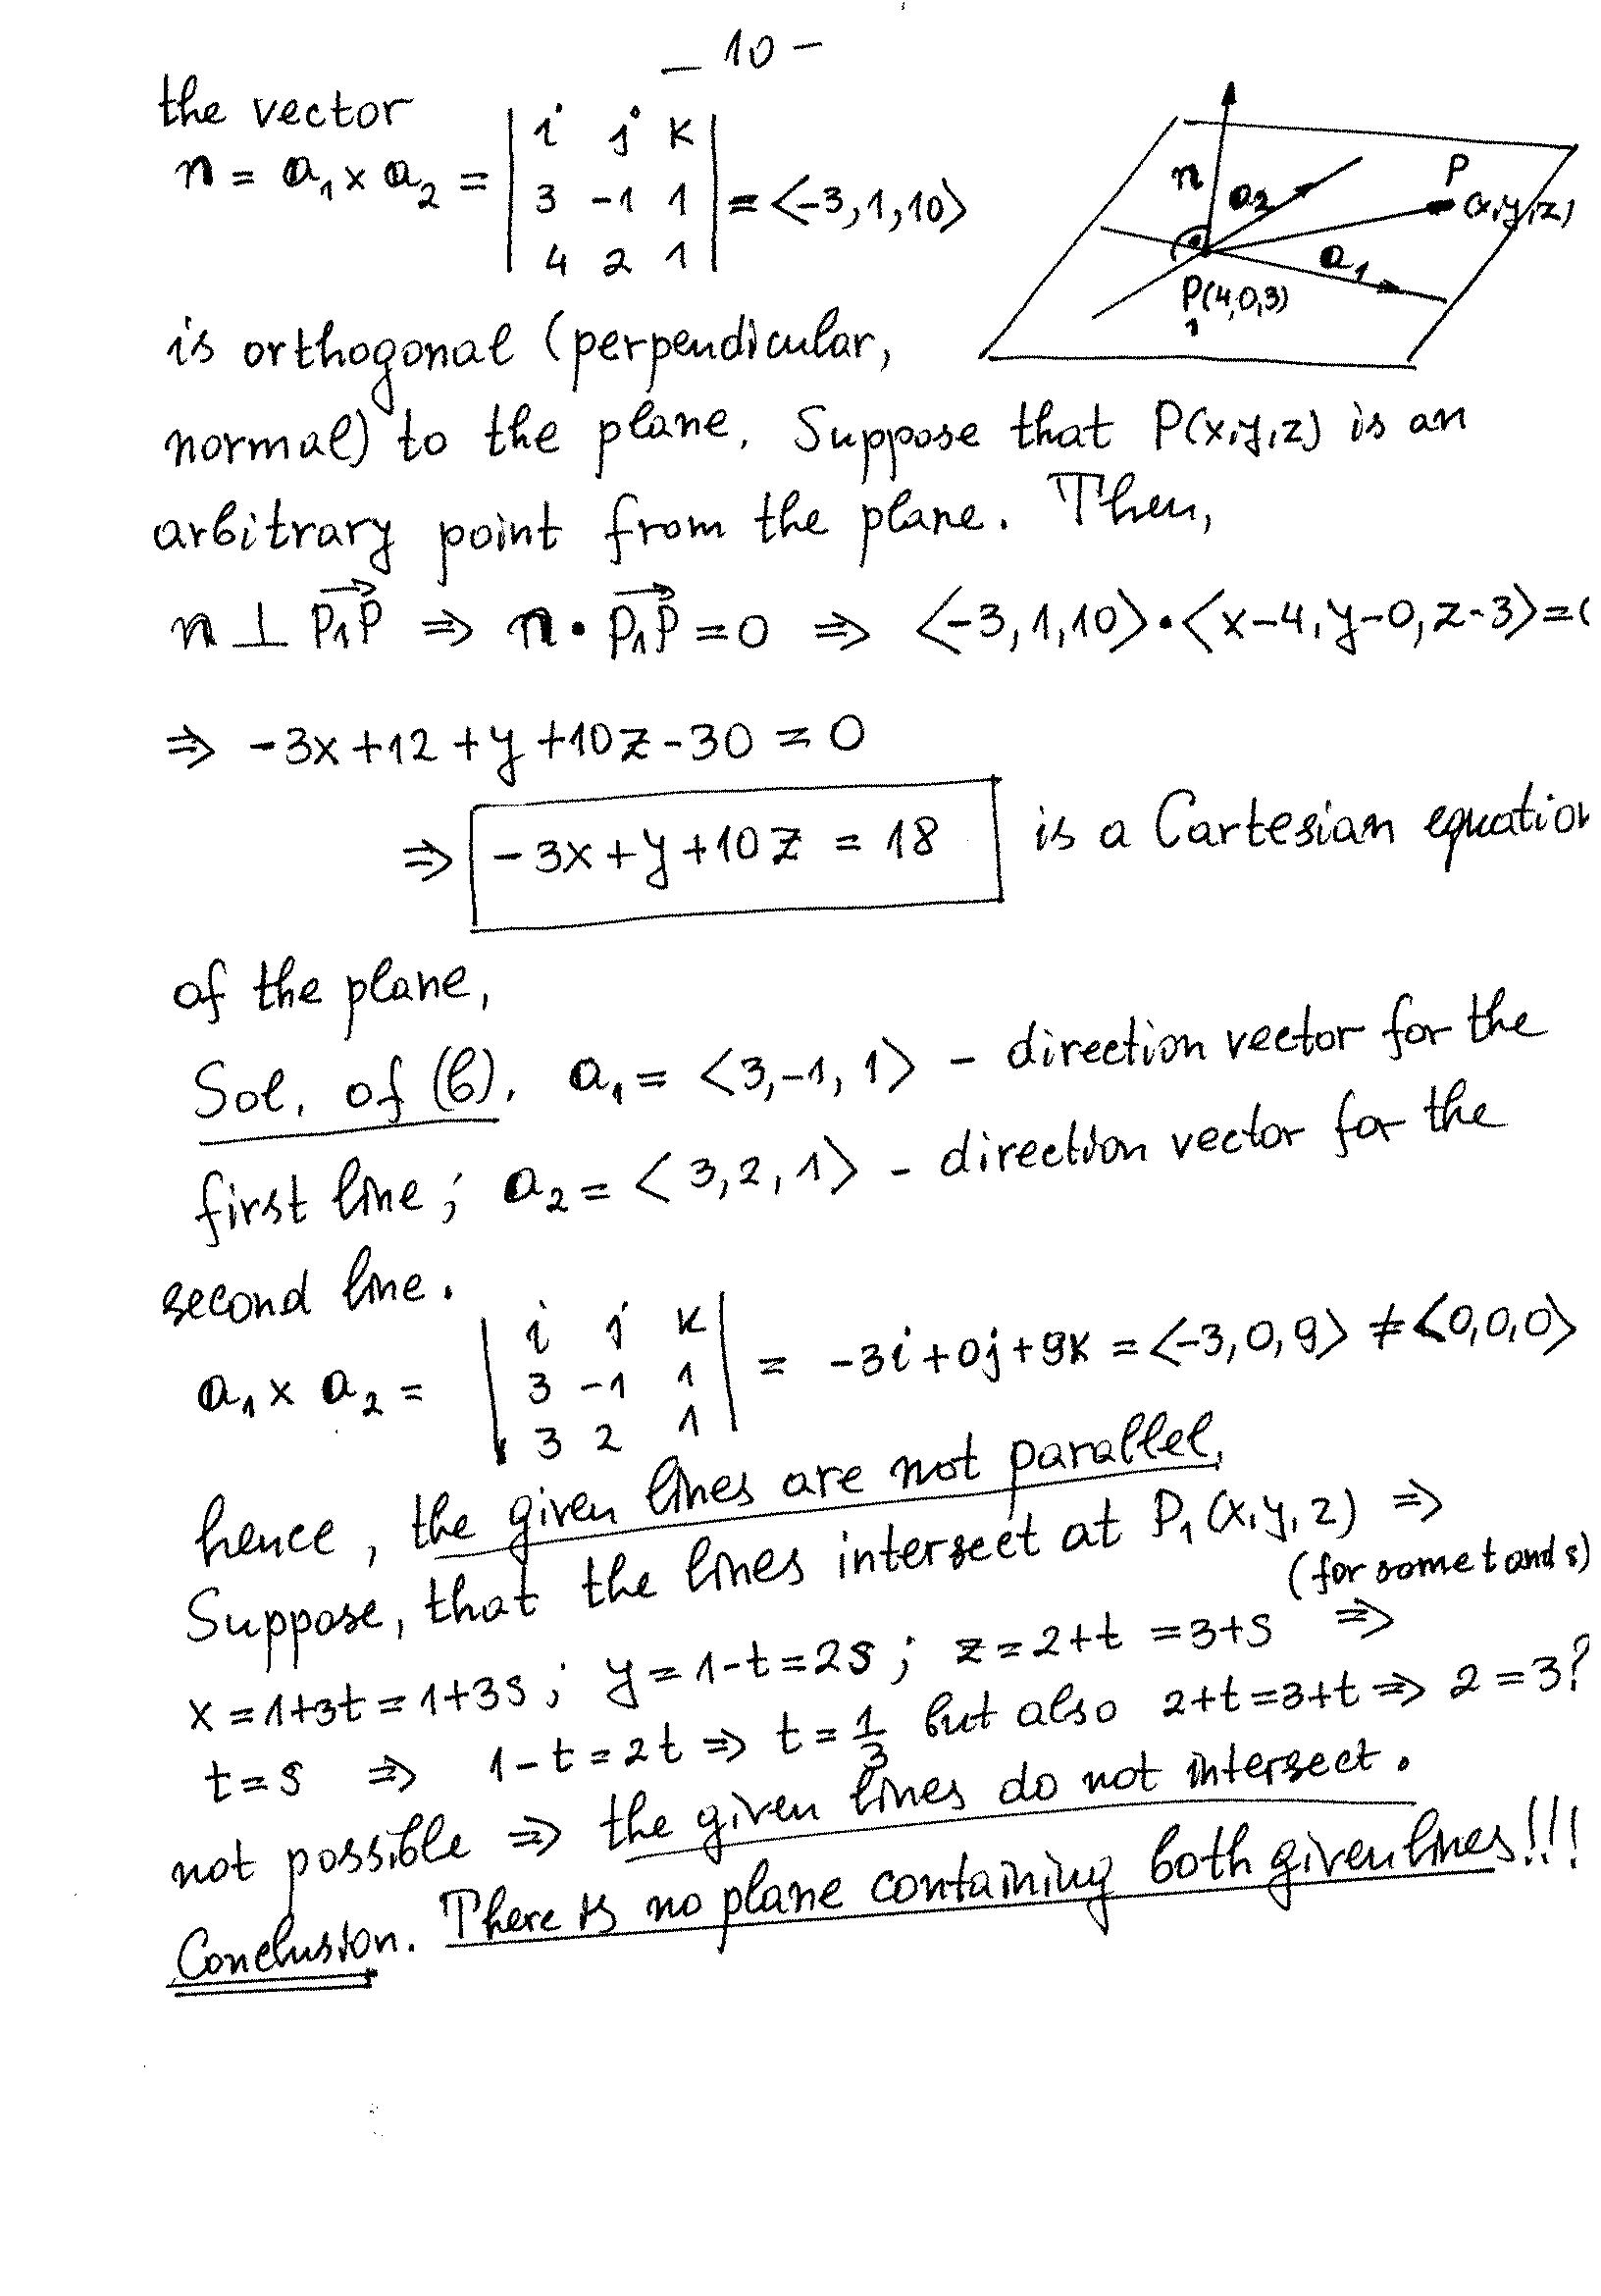 – 10 –
the vector
n = a₁ x a₂ = | i j k | = <-3, 1, 10>
| 3 -1 1 |
| 4 2 1 |
n a₂ P (x,y,z)
a₁
P₁(4,0,3)
is orthogonal (perpendicular,
normal) to the plane. Suppose that P(x,y,z) is an
arbitrary point from the plane. Then,
n ⊥ P₁P ⇒ n • P₁P = 0 ⇒ <-3, 1, 10> • <x-4, y-0, z-3> = (
⇒ -3x + 12 + y + 10z - 30 = 0
⇒ -3x + y + 10z = 18 is a Cartesian equation
of the plane,
Sol. of (b). a₁ = <3, -1, 1> - direction vector for the
first line; a₂ = <3, 2, 1> - direction vector for the
second line.
a₁ x a₂ = | i j k | = -3i + 0j + 9k = <-3, 0, 9> ≠ <0, 0, 0>
| 3 -1 1 |
| 3 2 1 |
hence, the given lines are not parallel,
Suppose, that the lines intersect at P₁(x,y,z) ⇒
(for some t and s)
x = 1+3t = 1+3s; y = 1-t = 2s; z = 2+t = 3+s ⇒
t = s ⇒ 1-t = 2t ⇒ t = 1/3 but also 2+t = 3+t ⇒ 2 = 3?
not possible ⇒ the given lines do not intersect.
Conclusion. There is no plane containing both given lines!!!